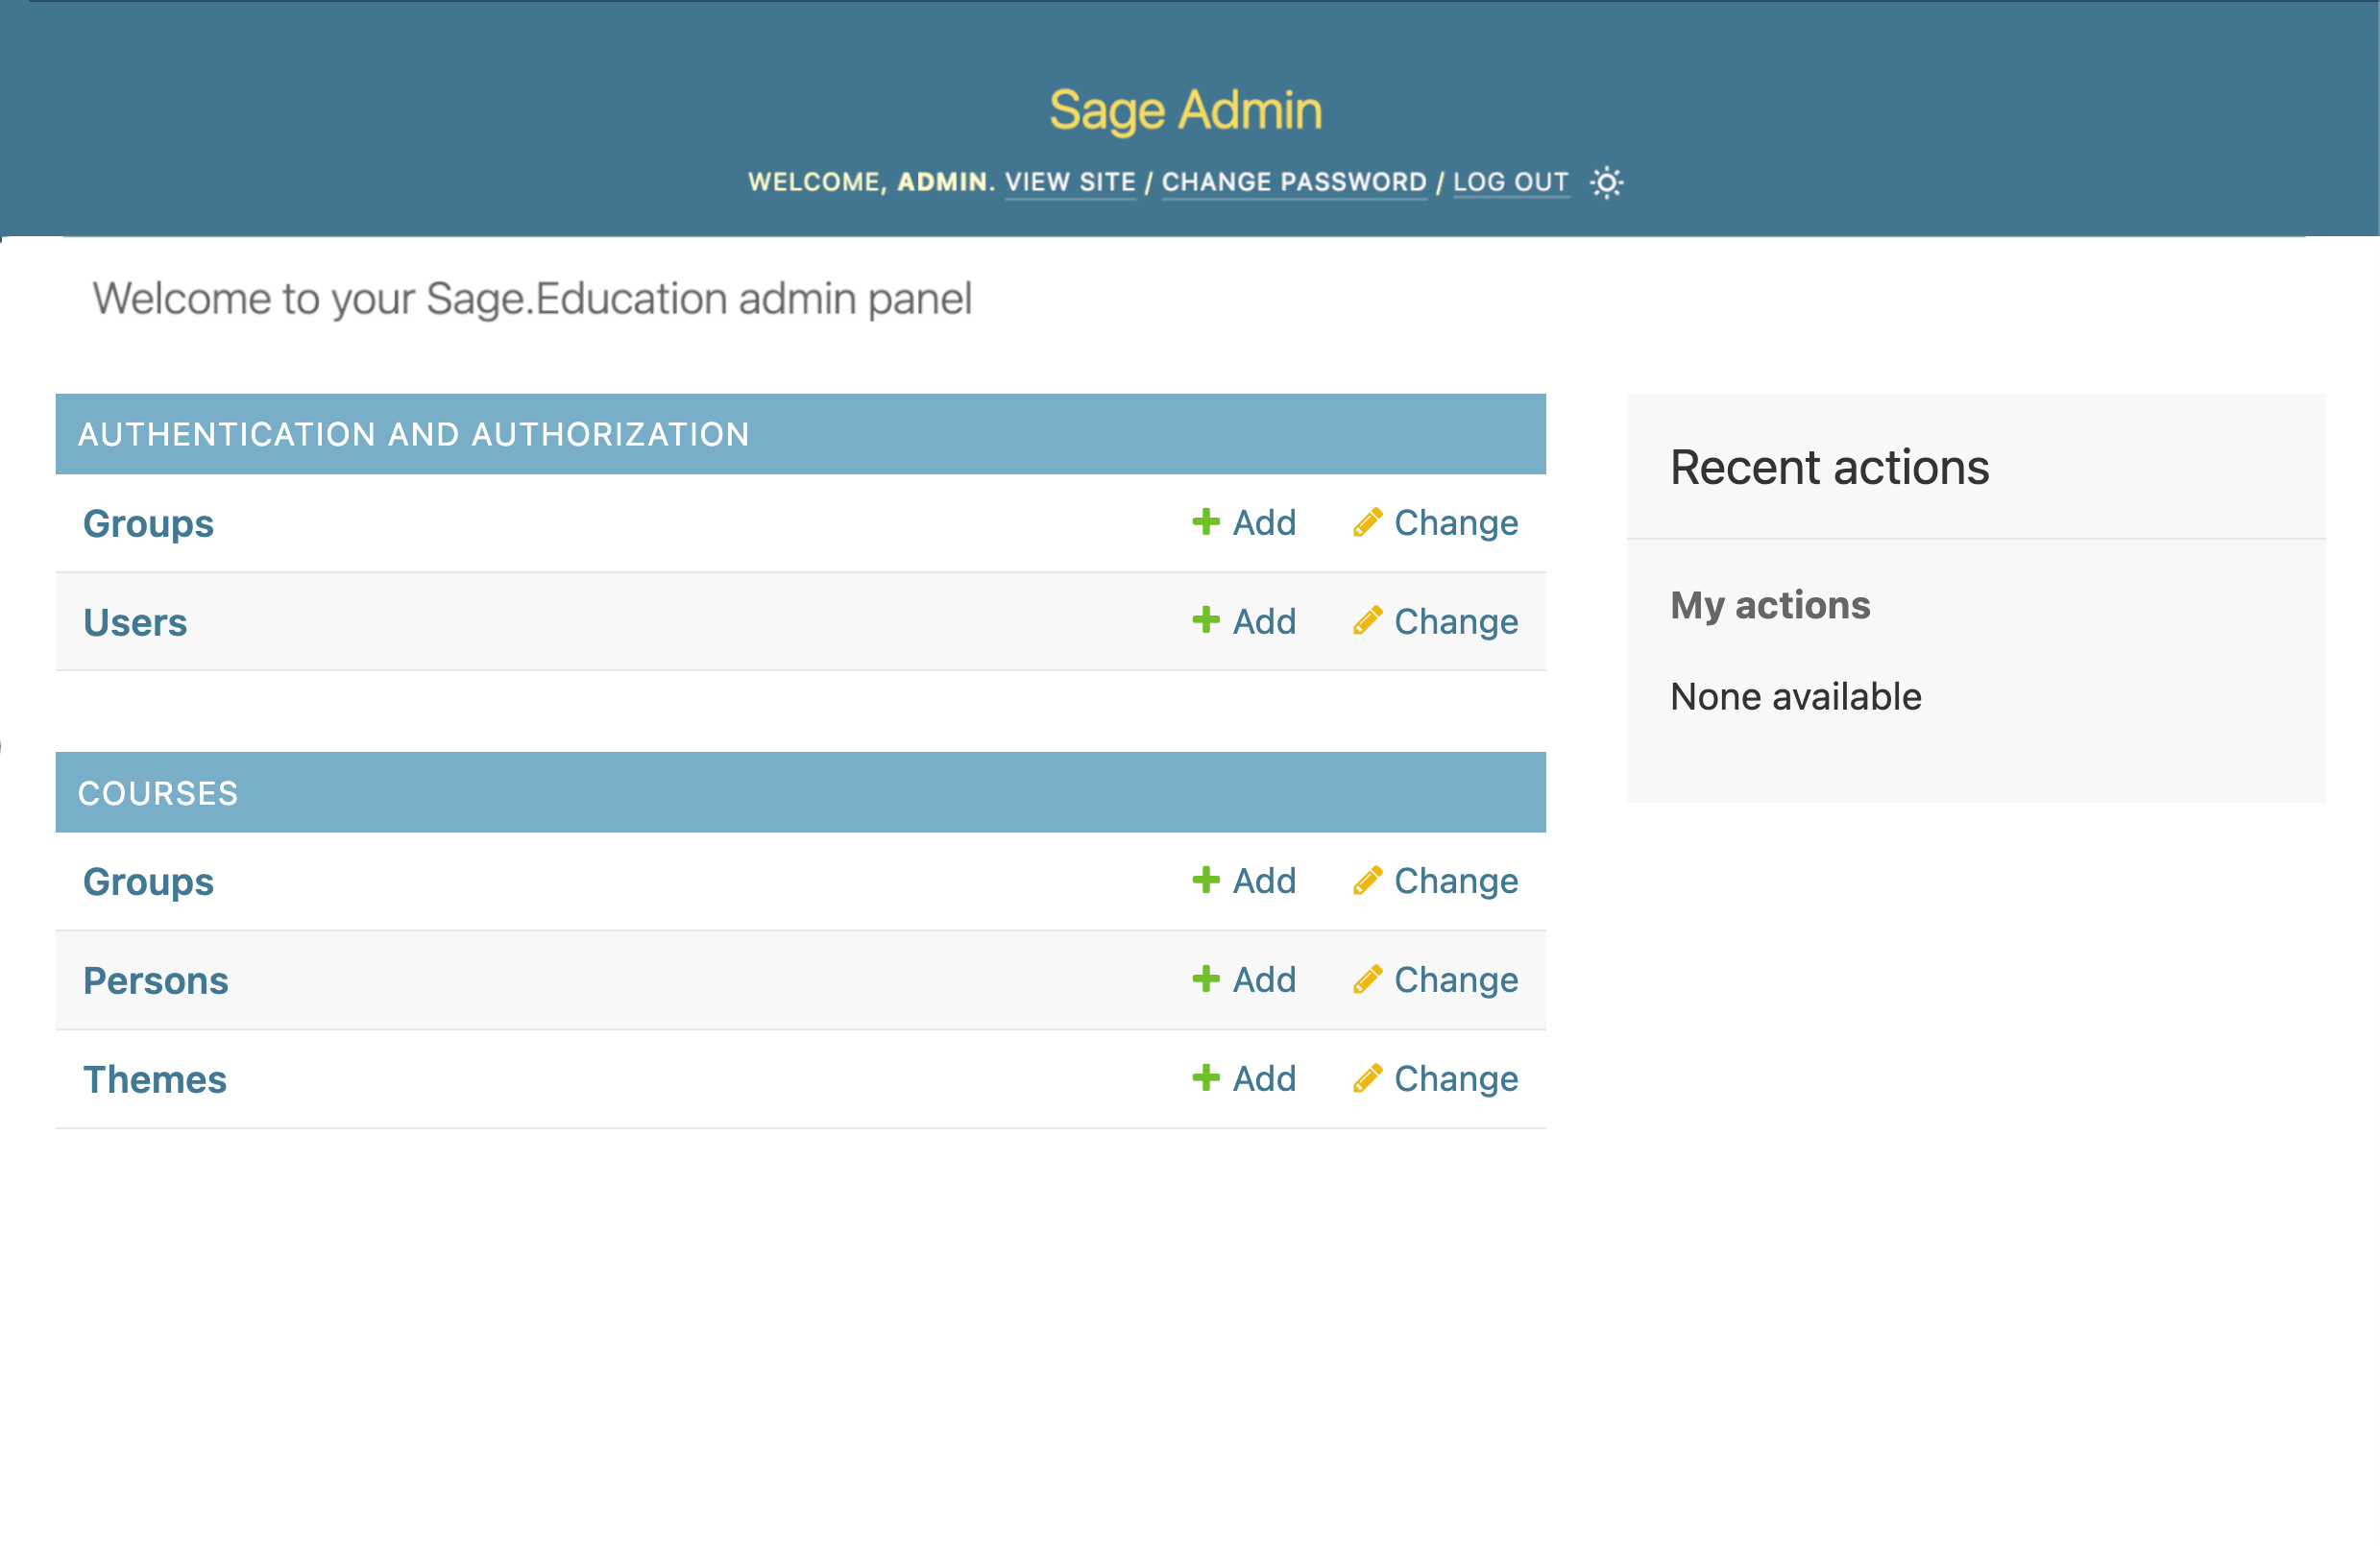 Sage Admin
WELCOME, ADMIN. VIEW SITE / CHANGE PASSWORD / LOG OUT
Welcome to your Sage.Education admin panel
AUTHENTICATION AND AUTHORIZATION
Groups Add Change
Users Add Change
COURSES
Groups Add Change
Persons Add Change
Themes Add Change
Recent actions
My actions
None available